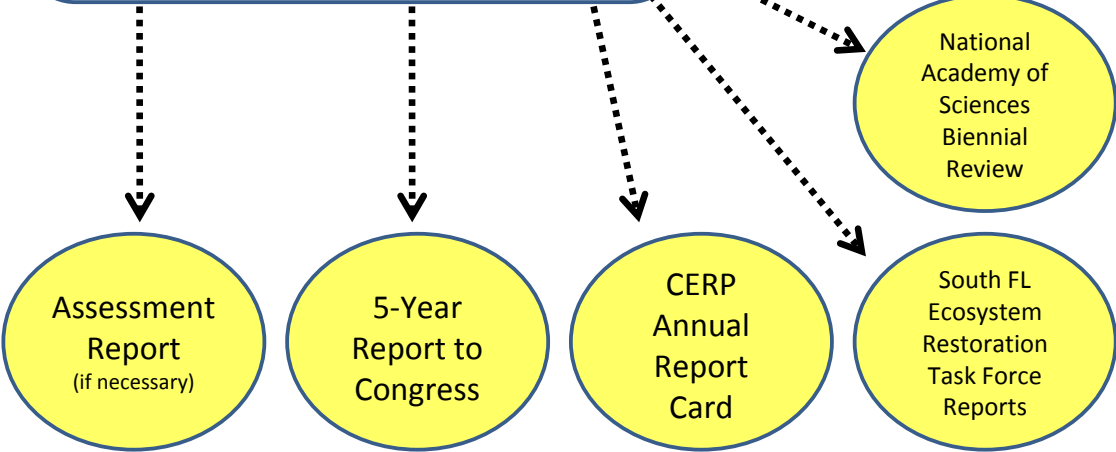 National
Academy of
Sciences
Biennial
Review
Assessment
Report
(if necessary)
5-Year
Report to
Congress
CERP
Annual
Report
Card
South FL
Ecosystem
Restoration
Task Force
Reports